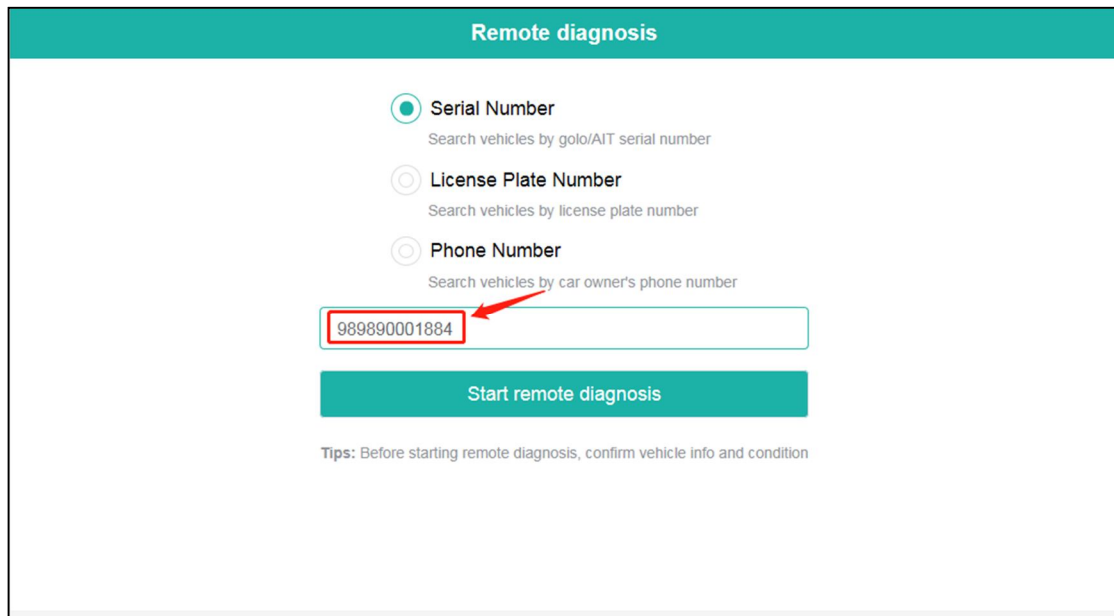 Remote diagnosis
Serial Number
Search vehicles by golo/AIT serial number
License Plate Number
Search vehicles by license plate number
Phone Number
Search vehicles by car owner's phone number
989890001884
Start remote diagnosis
Tips: Before starting remote diagnosis, confirm vehicle info and condition